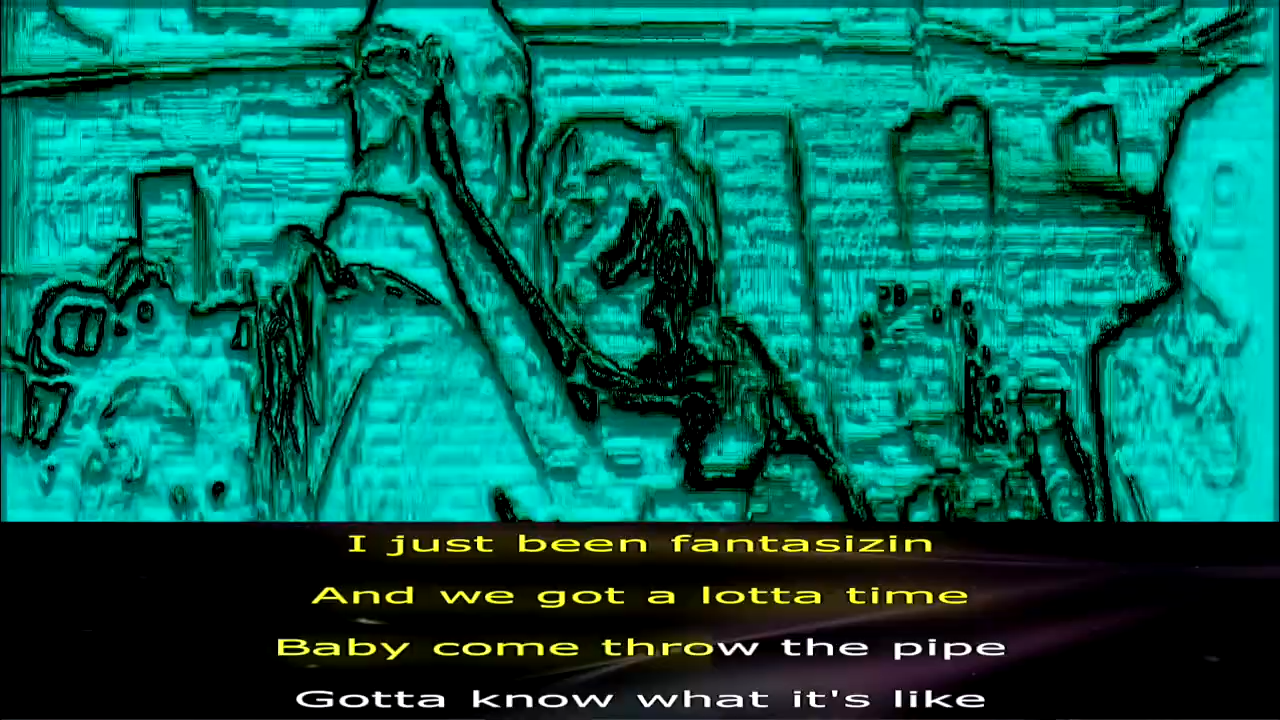 I just been fantasizin
And we got a lotta time
Baby come throw the pipe
Gotta know what it's like